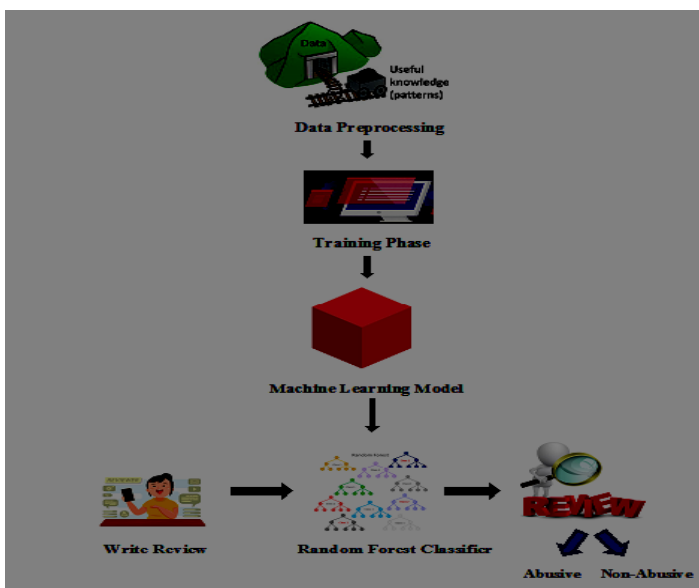 Data
Useful
knowledge
(patterns)
Data Preprocessing
Training Phase
Machine Learning Model
Random Forest
REVIEW
Write Review
Random Forest Classifier
Abusive
Non-Abusive